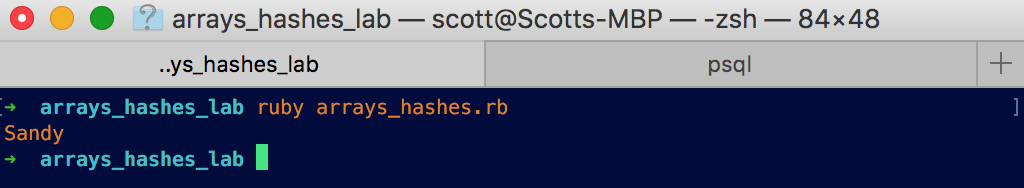 arrays_hashes_lab — scott@Scotts-MBP — -zsh — 84×48
..ys_hashes_lab psql
[➜ arrays_hashes_lab ruby arrays_hashes.rb ]
Sandy
➜ arrays_hashes_lab